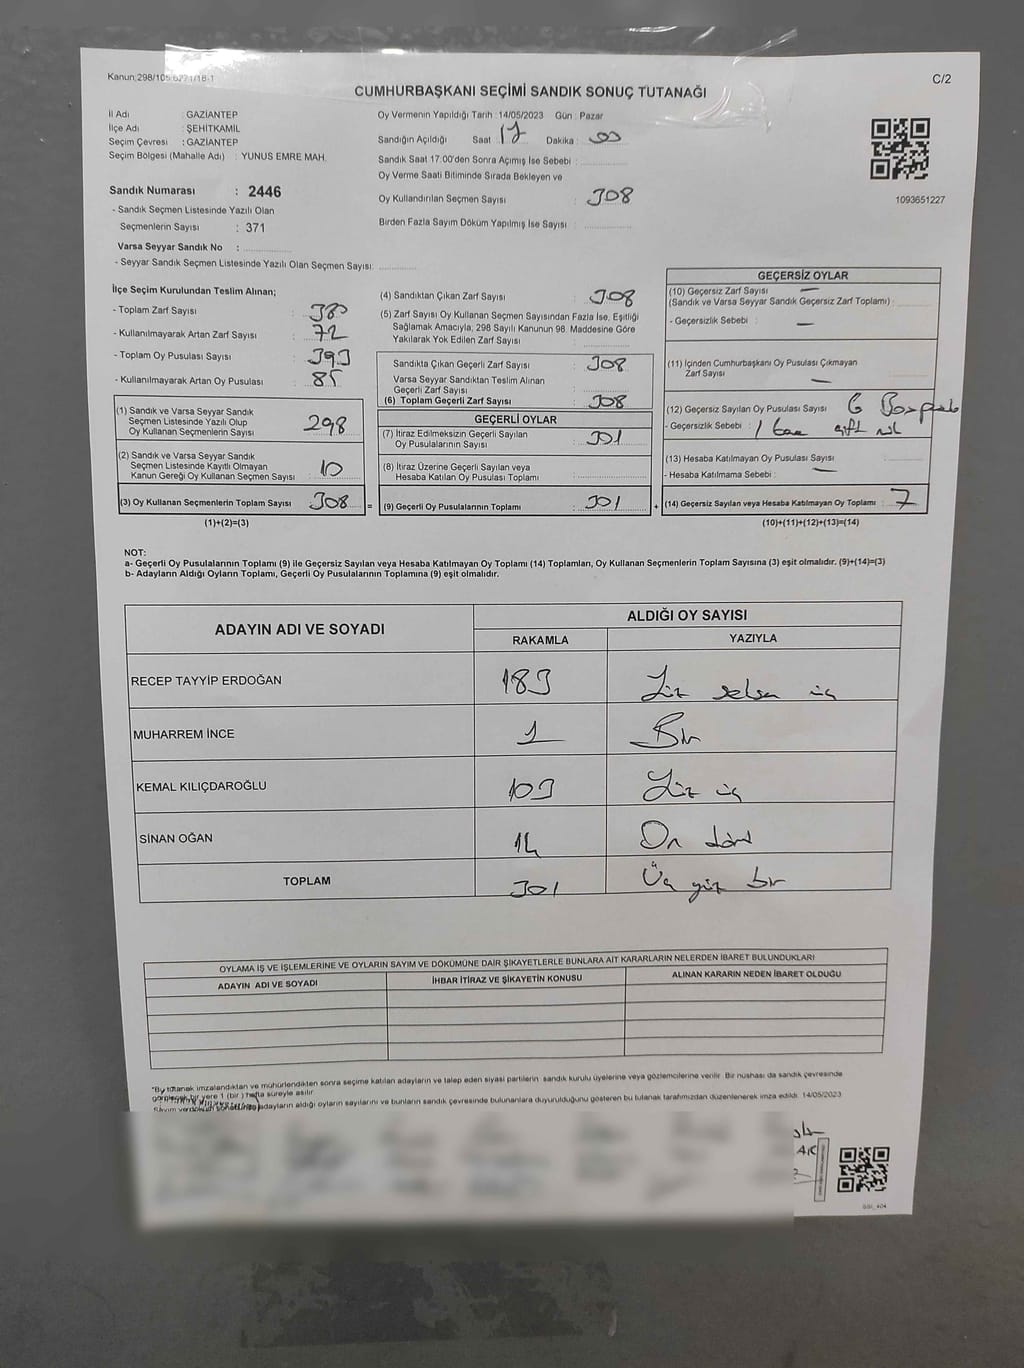 Kanun;298/105;6271/18-1
C/2
CUMHURBAŞKANI SEÇİMİ SANDIK SONUÇ TUTANAĞI
İl Adı : GAZİANTEP
İlçe Adı : ŞEHİTKAMİL
Seçim Çevresi : GAZİANTEP
Seçim Bölgesi (Mahalle Adı) : YUNUS EMRE MAH.
Sandık Numarası : 2446
- Sandık Seçmen Listesinde Yazılı Olan
Seçmenlerin Sayısı : 371
Varsa Seyyar Sandık No :
- Seyyar Sandık Seçmen Listesinde Yazılı Olan Seçmen Sayısı:
Oy Vermenin Yapıldığı Tarih :14/05/2023 Gün : Pazar
Sandığın Açıldığı Saat 17 Dakika : 00
Sandık Saat 17:00'den Sonra Açımış İse Sebebi :
Oy Verme Saati Bitiminde Sırada Bekleyen ve
Oy Kullandırılan Seçmen Sayısı : 308
Birden Fazla Sayım Döküm Yapılmış İse Sayısı :
1093651227
İlçe Seçim Kurulundan Teslim Alınan;
- Toplam Zarf Sayısı : 380
- Kullanılmayarak Artan Zarf Sayısı : 72
- Toplam Oy Pusulası Sayısı : 393
- Kullanılmayarak Artan Oy Pusulası : 85
(1) Sandık ve Varsa Seyyar Sandık
Seçmen Listesinde Yazılı Olup
Oy Kullanan Seçmenlerin Sayısı : 298
(2) Sandık ve Varsa Seyyar Sandık
Seçmen Listesinde Kayıtlı Olmayan
Kanun Gereği Oy Kullanan Seçmen Sayısı : 10
(3) Oy Kullanan Seçmenlerin Toplam Sayısı : 308 =
(1)+(2)=(3)
(4) Sandıktan Çıkan Zarf Sayısı : 308
(5) Zarf Sayısı Oy Kullanan Seçmen Sayısından Fazla İse, Eşitliği
Sağlamak Amacıyla; 298 Sayılı Kanunun 98. Maddesine Göre
Yakılarak Yok Edilen Zarf Sayısı :
Sandıkta Çıkan Geçerli Zarf Sayısı : 308
Varsa Seyyar Sandıktan Teslim Alınan
Geçerli Zarf Sayısı :
(6) Toplam Geçerli Zarf Sayısı : 308
GEÇERLİ OYLAR
(7) İtiraz Edilmeksizin Geçerli Sayılan
Oy Pusulalarının Sayısı : 301
(8) İtiraz Üzerine Geçerli Sayılan veya
Hesaba Katılan Oy Pusulası Toplamı :
(9) Geçerli Oy Pusulalarının Toplamı : 301 +
GEÇERSİZ OYLAR
(10) Geçersiz Zarf Sayısı —
(Sandık ve Varsa Seyyar Sandık Geçersiz Zarf Toplamı) :
- Geçersizlik Sebebi : —
(11) İçinden Cumhurbaşkanı Oy Pusulası Çıkmayan
Zarf Sayısı —
(12) Geçersiz Sayılan Oy Pusulası Sayısı : 6
- Geçersizlik Sebebi : 1 tane çift
(13) Hesaba Katılmayan Oy Pusulası Sayısı :
- Hesaba Katılmama Sebebi : —
(14) Geçersiz Sayılan veya Hesaba Katılmayan Oy Toplamı : 7
(10)+(11)+(12)+(13)=(14)
NOT:
a- Geçerli Oy Pusulalarının Toplamı (9) ile Geçersiz Sayılan veya Hesaba Katılmayan Oy Toplamı (14) Toplamları, Oy Kullanan Seçmenlerin Toplam Sayısına (3) eşit olmalıdır. (9)+(14)=(3)
b- Adayların Aldığı Oyların Toplamı, Geçerli Oy Pusulalarının Toplamına (9) eşit olmalıdır.
ADAYIN ADI VE SOYADI
ALDIĞI OY SAYISI
RAKAMLA YAZIYLA
RECEP TAYYİP ERDOĞAN 183 Yüz seksen üç
MUHARREM İNCE 1 Bir
KEMAL KILIÇDAROĞLU 103 Yüz üç
SİNAN OĞAN 14 On dört
TOPLAM 301 Üç yüz bir
OYLAMA İŞ VE İŞLEMLERİNE VE OYLARIN SAYIM VE DÖKÜMÜNE DAİR ŞİKAYETLERLE BUNLARA AİT KARARLARIN NELERDEN İBARET BULUNDUKLARI
ADAYIN ADI VE SOYADI İHBAR İTİRAZ VE ŞİKAYETİN KONUSU ALINAN KARARIN NEDEN İBARET OLDUĞU
"Bu tutanak imzalandıktan ve mühürlendikten sonra seçime katılan adayların ve talep eden siyasi partilerin sandık kurulu üyelerine veya gözlemcilerine verilir. Bir nüshası da sandık çevresinde
görülecek bir yere 1 (bir ) hafta süreyle asılır.
adayların aldığı oyların sayılarını ve bunların sandık çevresinde bulunanlara duyurulduğunu gösteren bu tutanak tarafımızdan düzenlenerek imza edildi. 14/05/2023